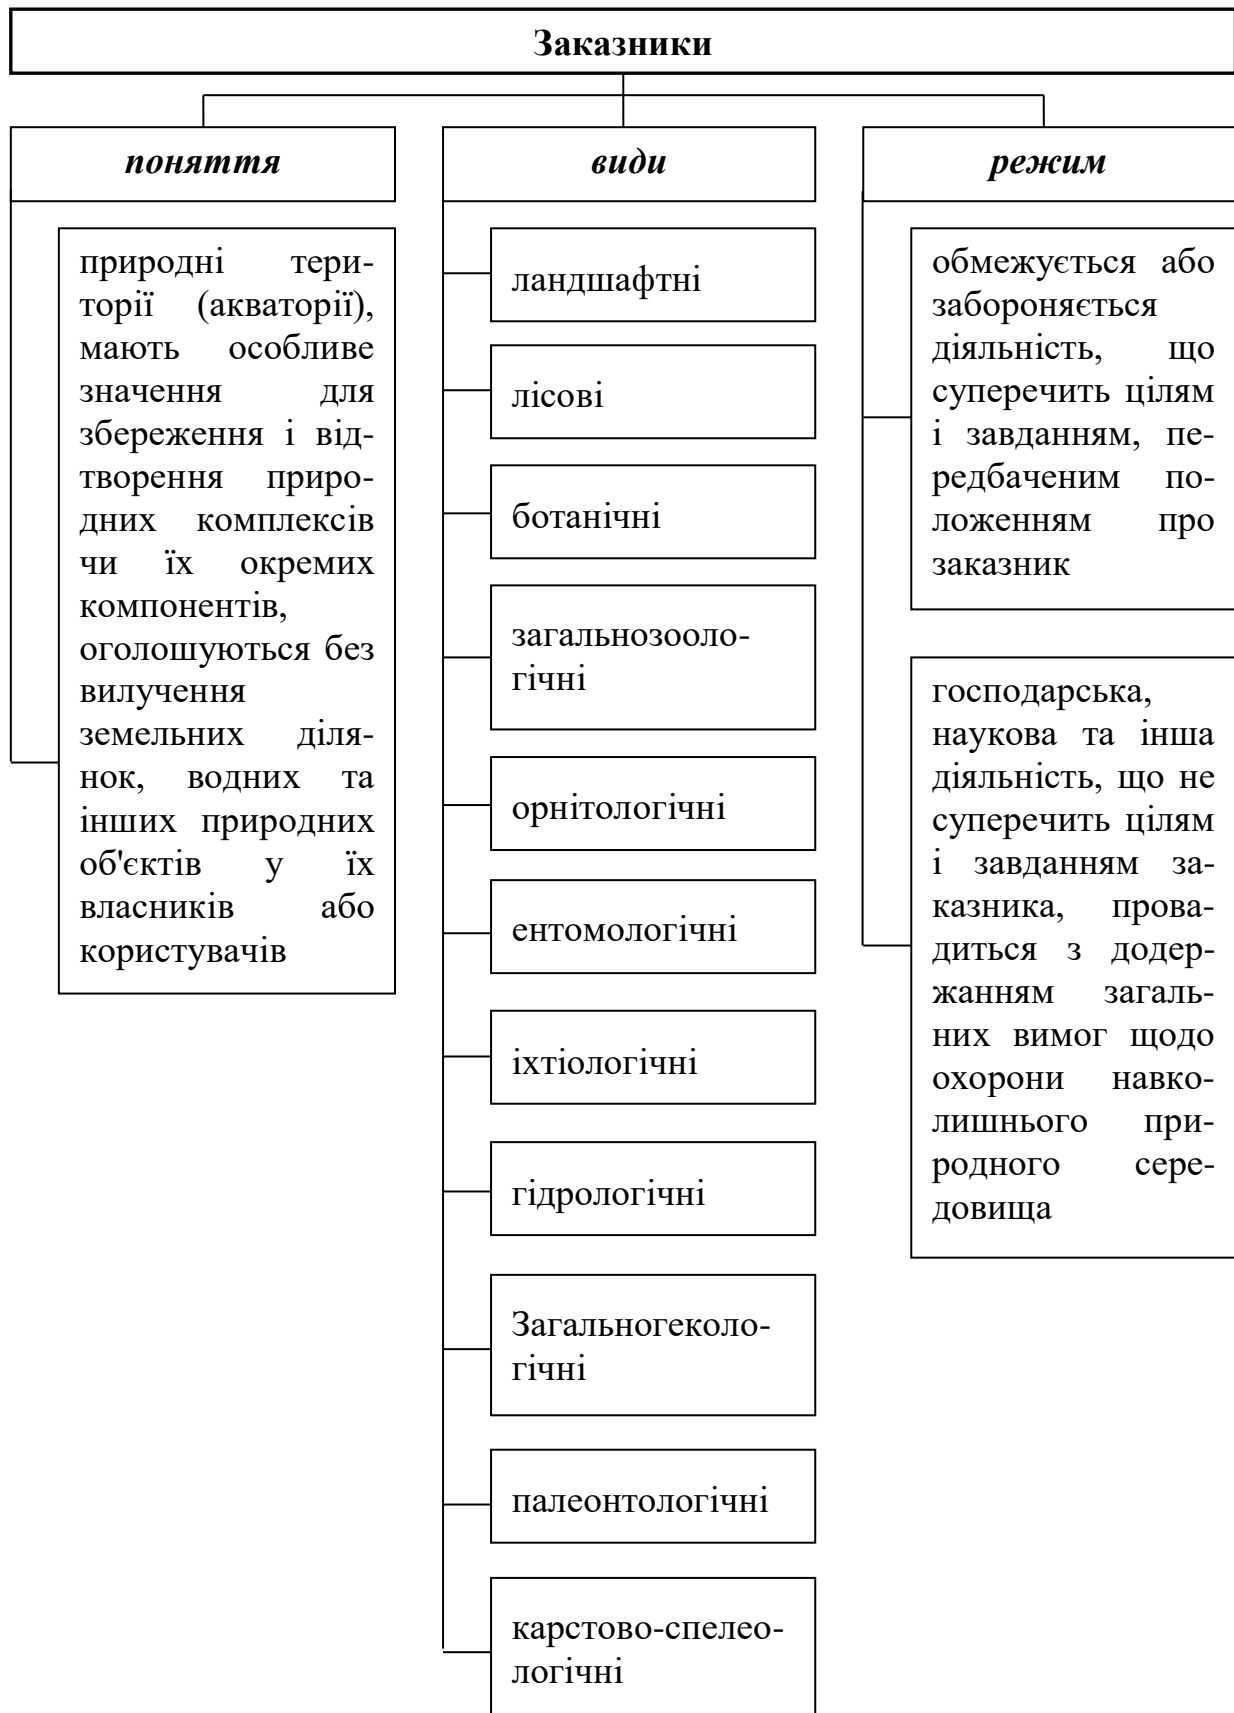 Заказники
поняття
природні тери-
торії (акваторії),
мають особливе
значення для
збереження і від-
творення приро-
дних комплексів
чи їх окремих
компонентів,
оголошуються без
вилучення
земельних діля-
нок, водних та
інших природних
об'єктів у їх
власників або
користувачів
види
ландшафтні
лісові
ботанічні
загальнозооло-
гічні
орнітологічні
ентомологічні
іхтіологічні
гідрологічні
Загальногеколо-
гічні
палеонтологічні
карстово-спелео-
логічні
режим
обмежується або
забороняється
діяльність, що
суперечить цілям
і завданням, пе-
редбаченим по-
ложенням про
заказник
господарська,
наукова та інша
діяльність, що не
суперечить цілям
і завданням за-
казника, прова-
диться з додер-
жанням загаль-
них вимог щодо
охорони навко-
лишнього при-
родного сере-
довища